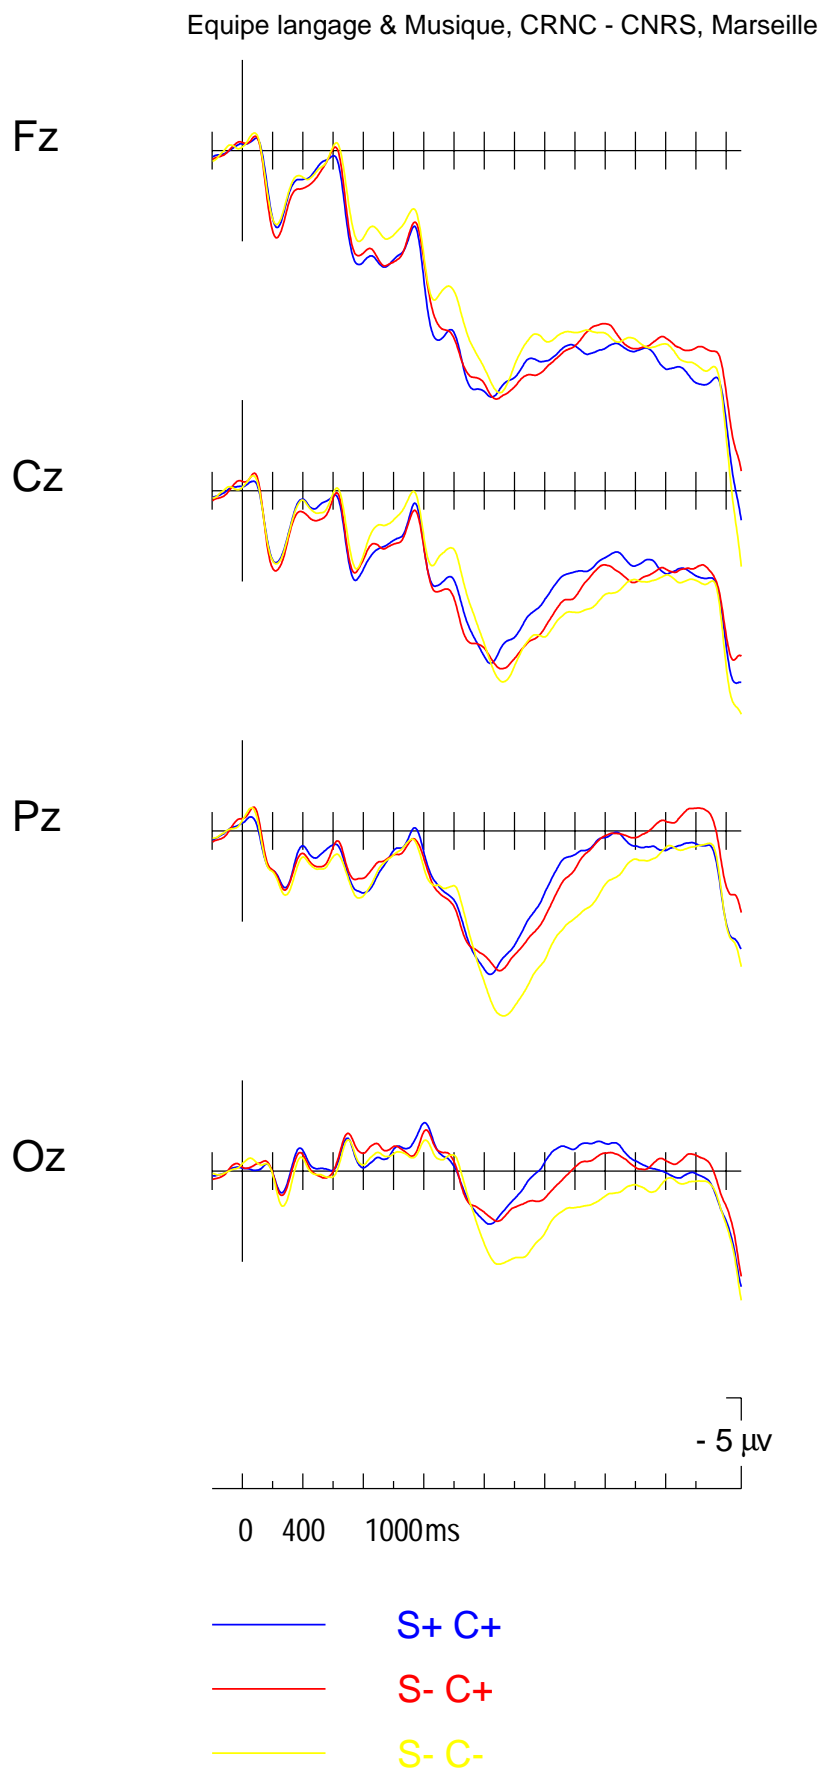 Equipe langage & Musique, CRNC - CNRS, Marseille
Fz
Cz
Pz
Oz
- 5 μv
0 400 1000ms
S+ C+
S- C+
S- C-